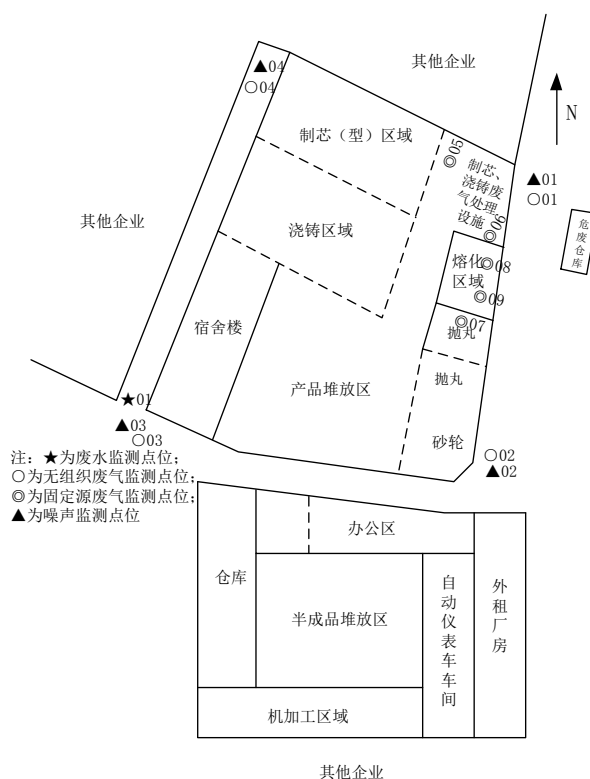 其他企业
▲04
○04
N
制芯（型）区域
◎05
制芯、
浇铸废
气处理
设施
◎06
▲01
○01
危废仓库
其他企业
浇铸区域
熔化
区域
◎08
◎09
◎07
抛丸
宿舍楼
抛丸
产品堆放区
★01
▲03
○03
砂轮
○02
▲02
注：★为废水监测点位；
○为无组织废气监测点位；
◎为固定源废气监测点位；
▲为噪声监测点位
办公区
仓库
半成品堆放区
自动仪表车车间
外租厂房
机加工区域
其他企业